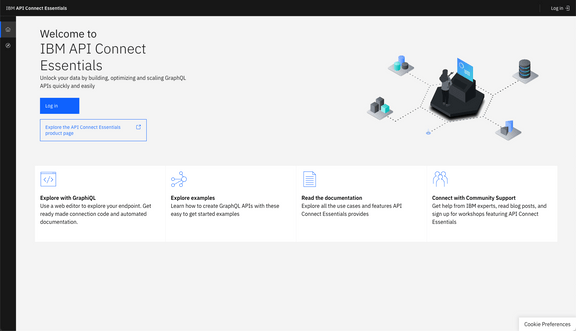 IBM API Connect Essentials
Log in
Welcome to
IBM API Connect
Essentials
Unlock your data by building, optimizing and scaling GraphQL
APIs quickly and easily
Log in
Explore the API Connect Essentials
product page
Explore with GraphiQL
Use a web editor to explore your endpoint. Get
ready made connection code and automated
documentation.
Explore examples
Learn how to create GraphQL APIs with these
easy to get started examples
Read the documentation
Explore all the use cases and features API
Connect Essentials provides
Connect with Community Support
Get help from IBM experts, read blog posts, and
sign up for workshops featuring API Connect
Essentials
Cookie Preferences